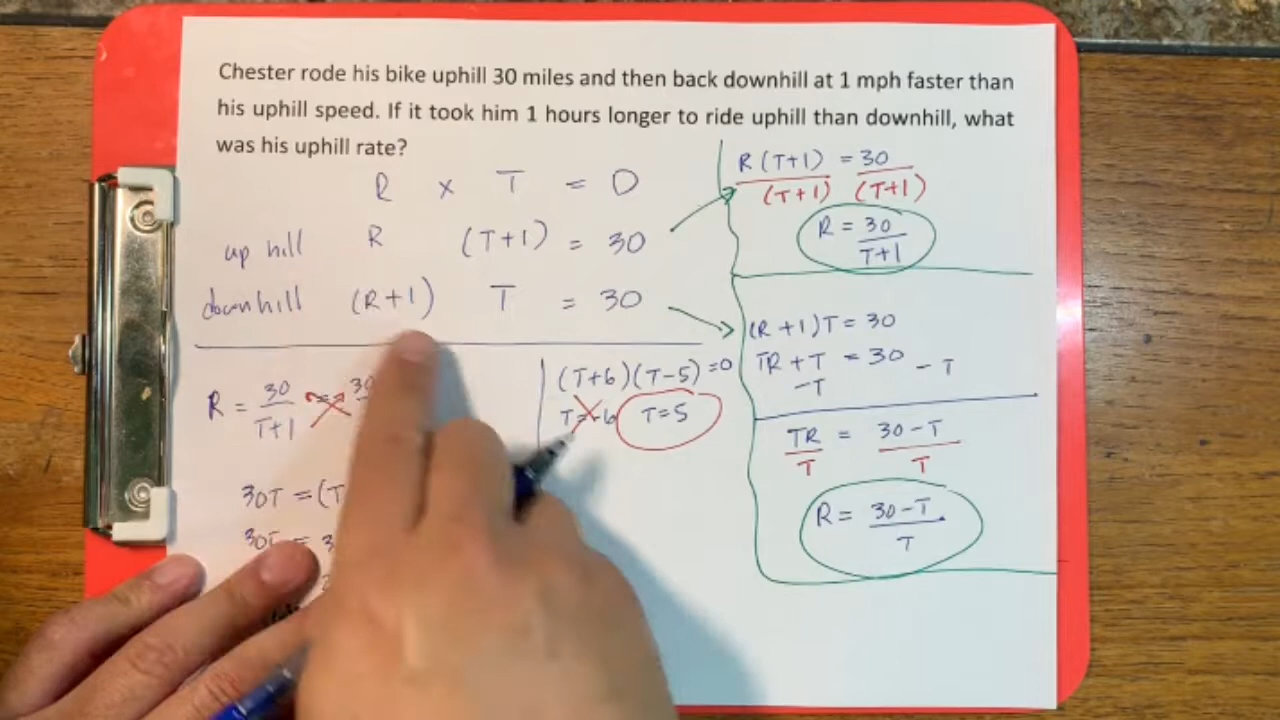 Chester rode his bike uphill 30 miles and then back downhill at 1 mph faster than
his uphill speed. If it took him 1 hours longer to ride uphill than downhill, what
was his uphill rate?
R x T = D
up hill R (T+1) = 30
downhill (R+1) T = 30
R = 30/T+1 = 30
30T = (T
30T = 3
(T+6)(T-5)=0
T=-6 T=5
R(T+1) = 30
(T+1) (T+1)
R = 30/T+1
(R+1)T = 30
TR + T = 30 - T
-T
TR = 30-T
T T
R = 30-T/T